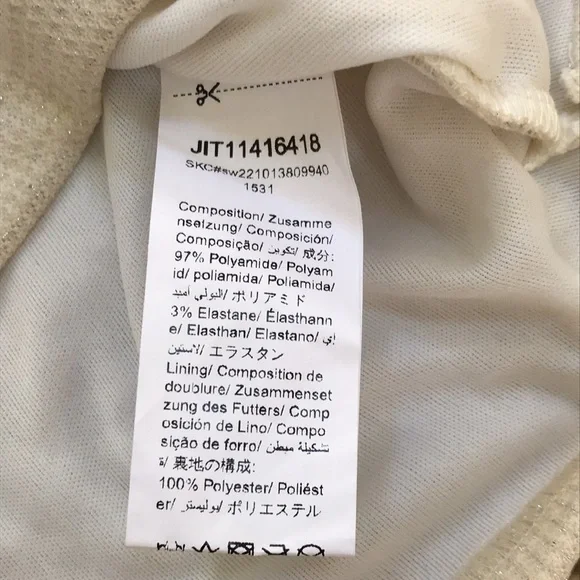 JIT11416418
SKC#sw221013809940
1531
Composition/ Zusamme
nsetzung/ Composición/
Composição/ تكوين/ 成分:
97% Polyamide/ Polyam
id/ poliamida/ Poliamida/
البولي أميد/ ポリアミド
3% Elastane/ Élasthann
e/ Elasthan/ Elastano/ إي
لاستين/ エラスタン
Lining/ Composition de
doublure/ Zusammenset
zung des Futters/ Comp
osición de Lino/ Compo
sição de forro/ تشكيلة مبطن
ة/ 裏地の構成:
100% Polyester/ Poliést
er/ بوليستر/ ポリエステル